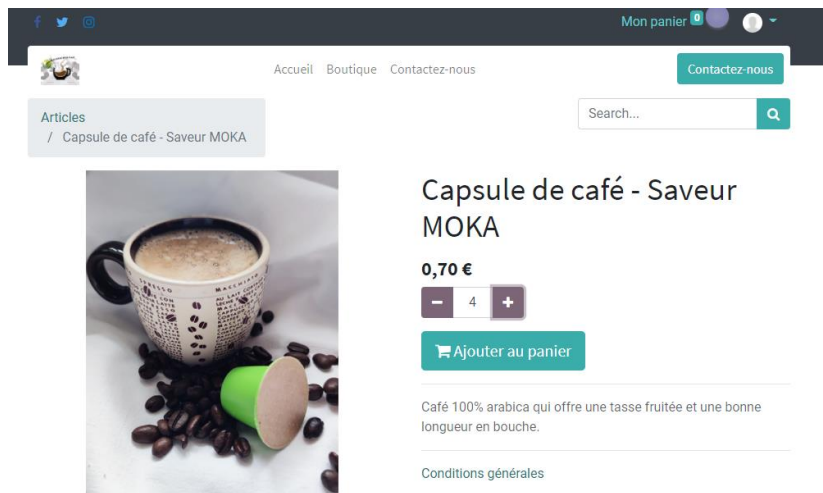 Mon panier 0
Accueil Boutique Contactez-nous
Contactez-nous
Articles
/ Capsule de café - Saveur MOKA
Search...
Capsule de café - Saveur
MOKA
0,70 €
- 4 +
Ajouter au panier
Café 100% arabica qui offre une tasse fruitée et une bonne
longueur en bouche.
Conditions générales